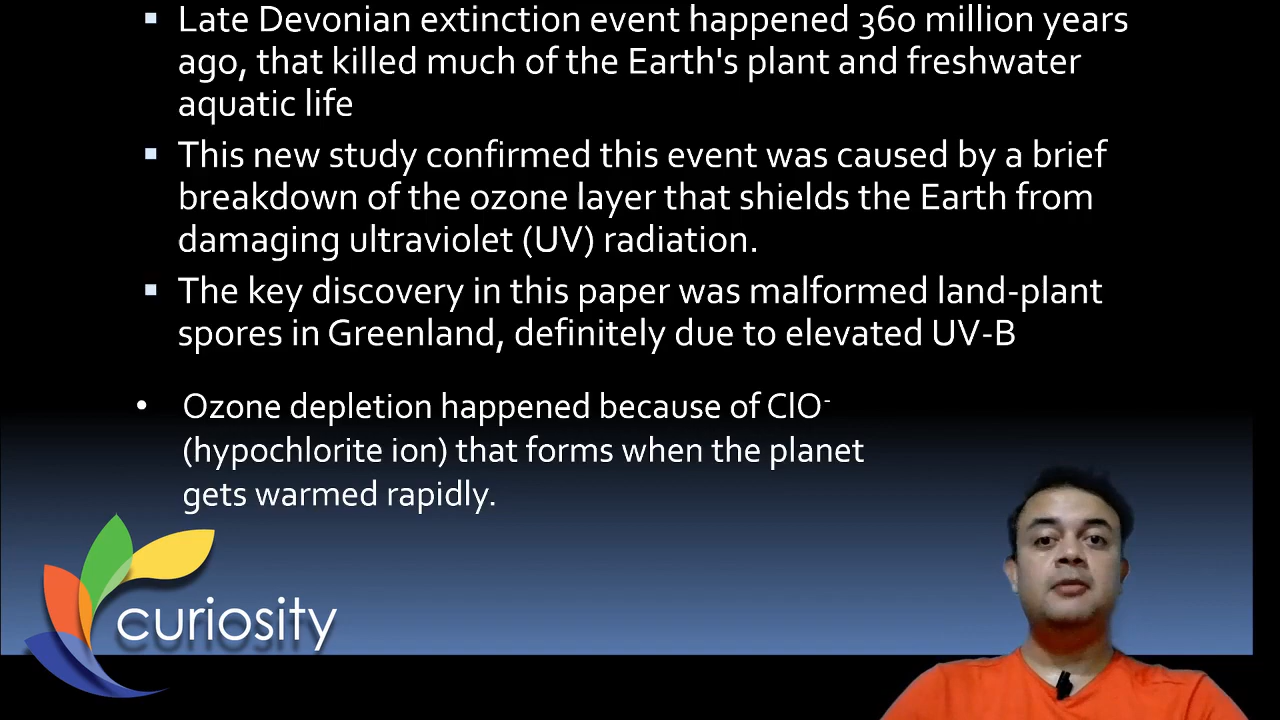 ▪ Late Devonian extinction event happened 360 million years
ago, that killed much of the Earth's plant and freshwater
aquatic life
▪ This new study confirmed this event was caused by a brief
breakdown of the ozone layer that shields the Earth from
damaging ultraviolet (UV) radiation.
▪ The key discovery in this paper was malformed land-plant
spores in Greenland, definitely due to elevated UV-B
• Ozone depletion happened because of ClO⁻
(hypochlorite ion) that forms when the planet
gets warmed rapidly.
curiosity